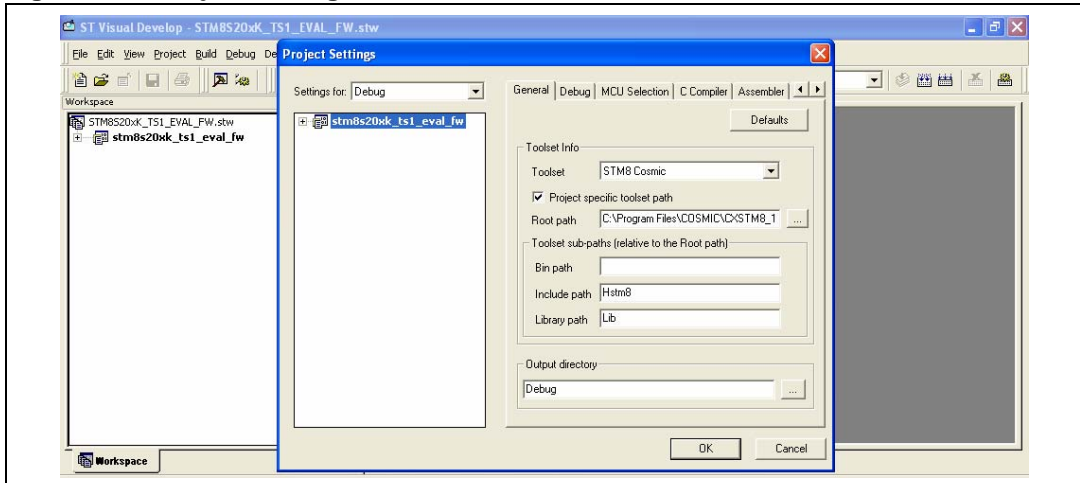 ST Visual Develop - STM8S20xK_TS1_EVAL_FW.stw
File Edit View Project Build Debug De
Project Settings
Workspace
STM8S20xK_TS1_EVAL_FW.stw
stm8s20xk_ts1_eval_fw
Settings for: Debug
stm8s20xk_ts1_eval_fw
General Debug MCU Selection C Compiler Assembler
Defaults
Toolset Info
Toolset STM8 Cosmic
Project specific toolset path
Root path C:\Program Files\COSMIC\CXSTM8_1 ...
Toolset sub-paths (relative to the Root path)
Bin path
Include path Hstm8
Library path Lib
Output directory
Debug ...
OK Cancel
Workspace